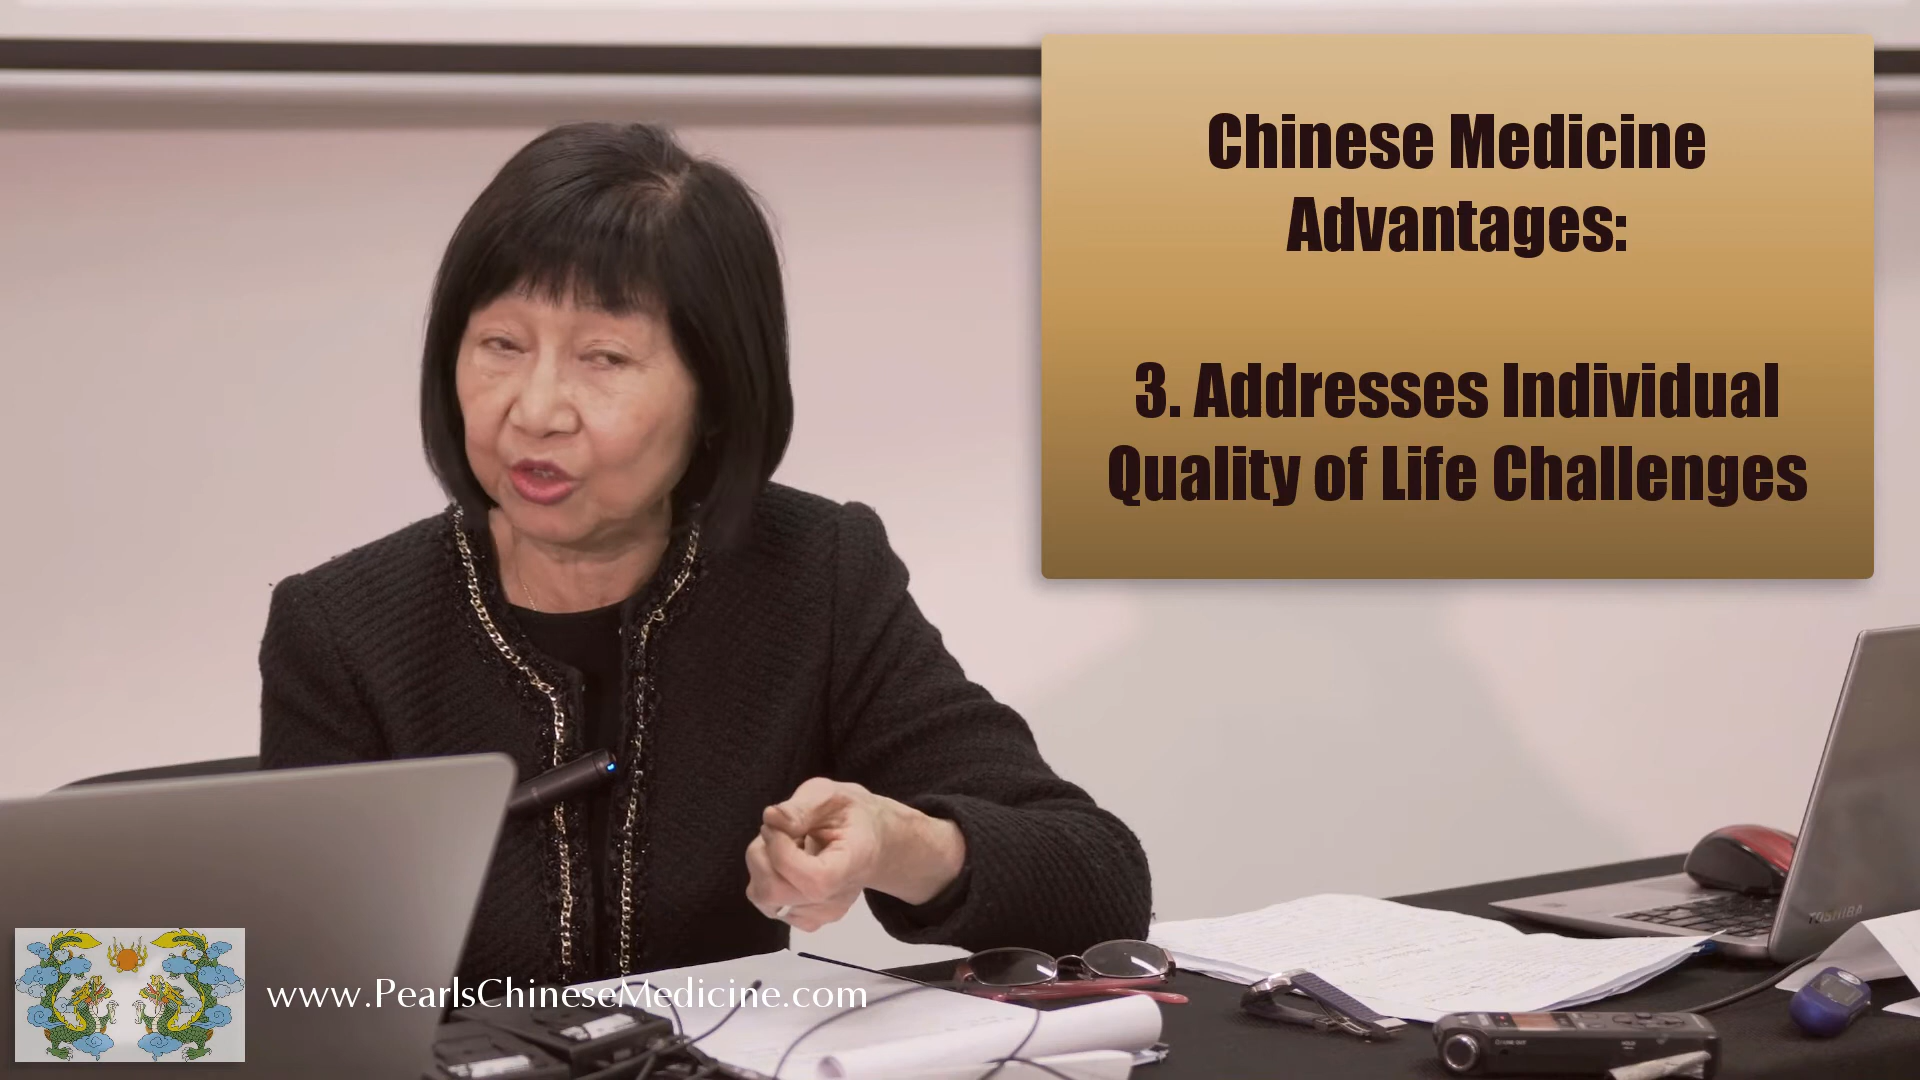 Chinese Medicine
Advantages:
3. Addresses Individual
Quality of Life Challenges
TOSHIBA
www.PearlsChineseMedicine.com